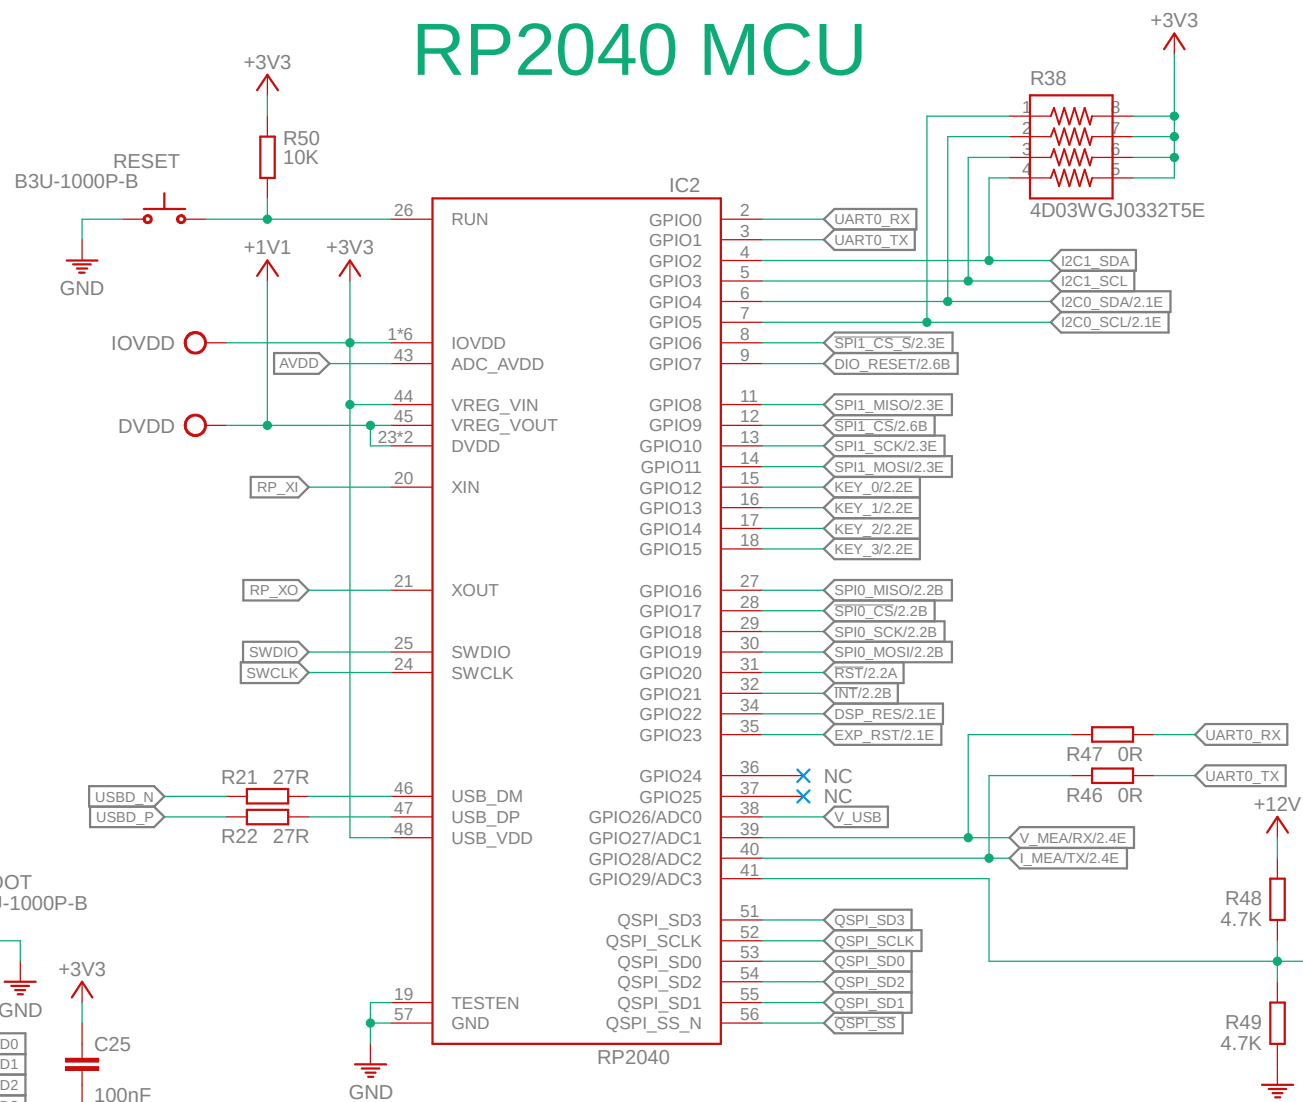 RP2040 MCU
+3V3
R38
1 8
2 7
3 6
4 5
4D03WGJ0332T5E
+3V3
R50
10K
RESET
B3U-1000P-B
GND
+1V1
+3V3
IOVDD
AVDD
DVDD
RP_XI
RP_XO
SWDIO
SWCLK
R21 27R
USBD_N
USBD_P
R22 27R
IC2
26 RUN
1*6 IOVDD
43 ADC_AVDD
44 VREG_VIN
45 VREG_VOUT
23*2 DVDD
20 XIN
21 XOUT
25 SWDIO
24 SWCLK
46 USB_DM
47 USB_DP
48 USB_VDD
19 TESTEN
57 GND
GND
GPIO0 2 UART0_RX
GPIO1 3 UART0_TX
GPIO2 4 I2C1_SDA
GPIO3 5 I2C1_SCL
GPIO4 6 I2C0_SDA/2.1E
GPIO5 7 I2C0_SCL/2.1E
GPIO6 8 SPI1_CS_S/2.3E
GPIO7 9 DIO_RESET/2.6B
GPIO8 11 SPI1_MISO/2.3E
GPIO9 12 SPI1_CS/2.6B
GPIO10 13 SPI1_SCK/2.3E
GPIO11 14 SPI1_MOSI/2.3E
GPIO12 15 KEY_0/2.2E
GPIO13 16 KEY_1/2.2E
GPIO14 17 KEY_2/2.2E
GPIO15 18 KEY_3/2.2E
GPIO16 27 SPI0_MISO/2.2B
GPIO17 28 SPI0_CS/2.2B
GPIO18 29 SPI0_SCK/2.2B
GPIO19 30 SPI0_MOSI/2.2B
GPIO20 31 RST/2.2A
GPIO21 32 INT/2.2B
GPIO22 34 DSP_RES/2.1E
GPIO23 35 EXP_RST/2.1E
GPIO24 36 NC
GPIO25 37 NC
GPIO26/ADC0 38 V_USB
GPIO27/ADC1 39 V_MEA/RX/2.4E
GPIO28/ADC2 40 I_MEA/TX/2.4E
GPIO29/ADC3 41
QSPI_SD3 51 QSPI_SD3
QSPI_SCLK 52 QSPI_SCLK
QSPI_SD0 53 QSPI_SD0
QSPI_SD2 54 QSPI_SD2
QSPI_SD1 55 QSPI_SD1
QSPI_SS_N 56 QSPI_SS
RP2040
UART0_RX
R47 0R
UART0_TX
R46 0R
+12V
R48
4.7K
R49
4.7K
OT
-1000P-B
GND
+3V3
C25
100nF
D0
D1
D2